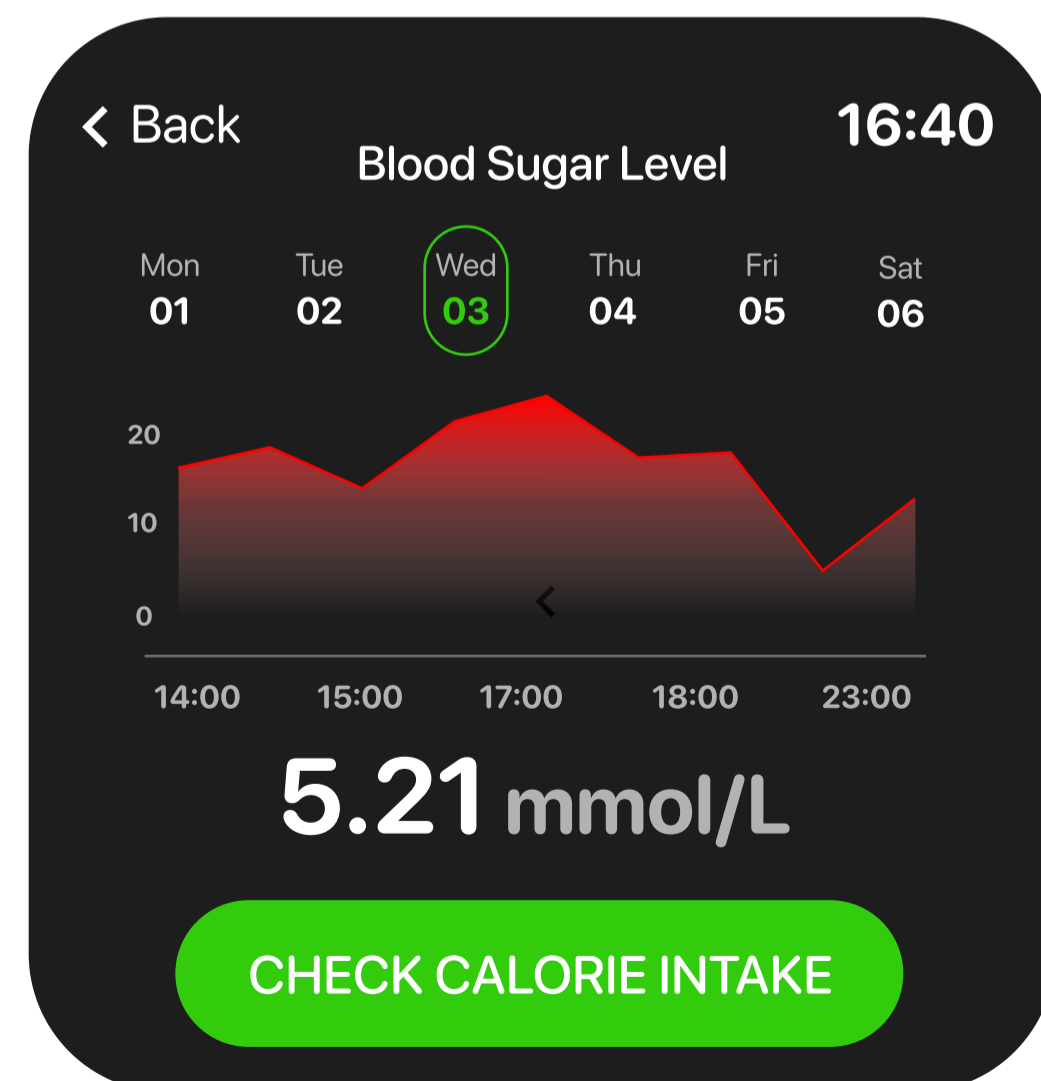 Back
16:40
Blood Sugar Level
Mon Tue Wed Thu Fri Sat
01 02 03 04 05 06
20
10
0
14:00 15:00 17:00 18:00 23:00
5.21 mmol/L
CHECK CALORIE INTAKE